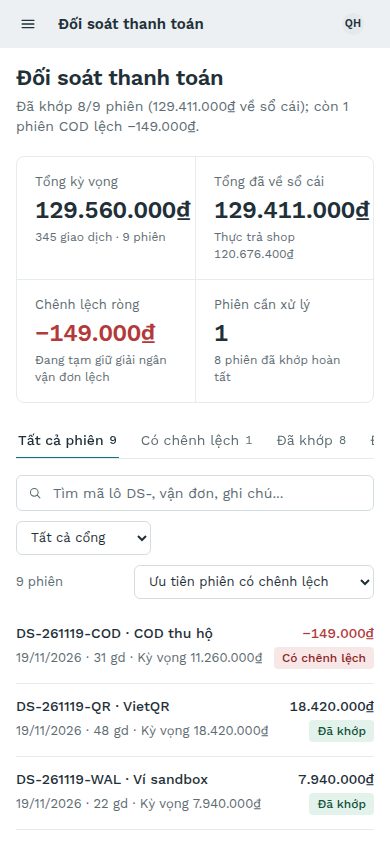 Đối soát thanh toán
QH
Đối soát thanh toán
Đã khớp 8/9 phiên (129.411.000₫ về sổ cái); còn 1
phiên COD lệch −149.000₫.
Tổng kỳ vọng
129.560.000₫
345 giao dịch · 9 phiên
Tổng đã về sổ cái
129.411.000₫
Thực trả shop
120.676.400₫
Chênh lệch ròng
−149.000₫
Đang tạm giữ giải ngân
vận đơn lệch
Phiên cần xử lý
1
8 phiên đã khớp hoàn
tất
Tất cả phiên 9
Có chênh lệch 1
Đã khớp 8
Tìm mã lô DS-, vận đơn, ghi chú...
Tất cả cổng
9 phiên
Ưu tiên phiên có chênh lệch
DS-261119-COD · COD thu hộ
−149.000₫
19/11/2026 · 31 gd · Kỳ vọng 11.260.000₫
Có chênh lệch
DS-261119-QR · VietQR
18.420.000₫
19/11/2026 · 48 gd · Kỳ vọng 18.420.000₫
Đã khớp
DS-261119-WAL · Ví sandbox
7.940.000₫
19/11/2026 · 22 gd · Kỳ vọng 7.940.000₫
Đã khớp